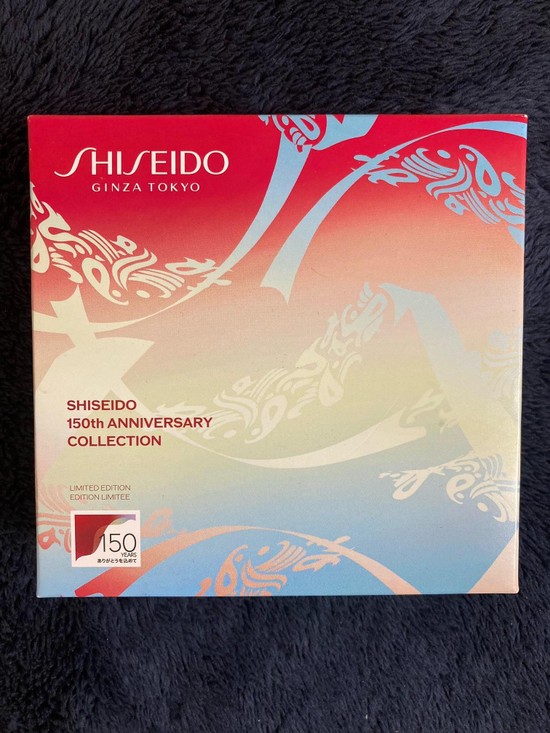 SHISEIDO
GINZA TOKYO
SHISEIDO
150th ANNIVERSARY
COLLECTION
LIMITED EDITION
EDITION LIMITEE
150
YEARS
ありがとうを込めて